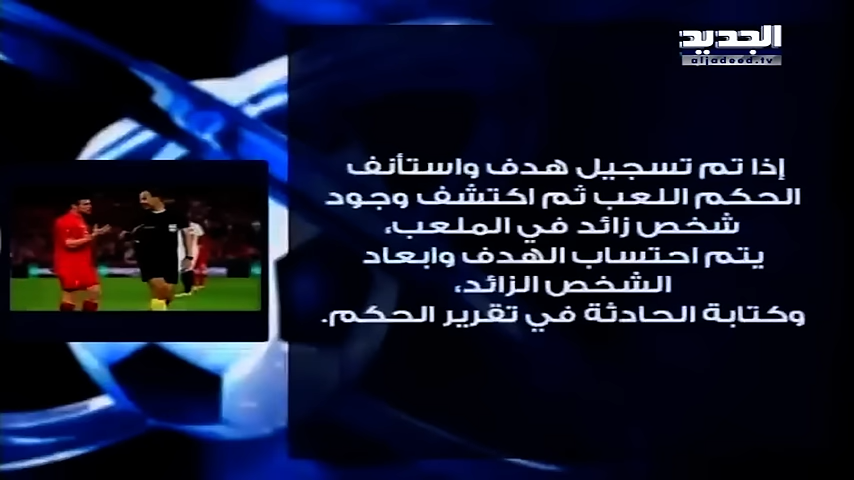 الجديد
aljadeed.tv
إذا تم تسجيل هدف واستأنف
الحكم اللعب ثم اكتشف وجود
شخص زائد في الملعب،
يتم احتساب الهدف وابعاد
الشخص الزائد،
وكتابة الحادثة في تقرير الحكم.